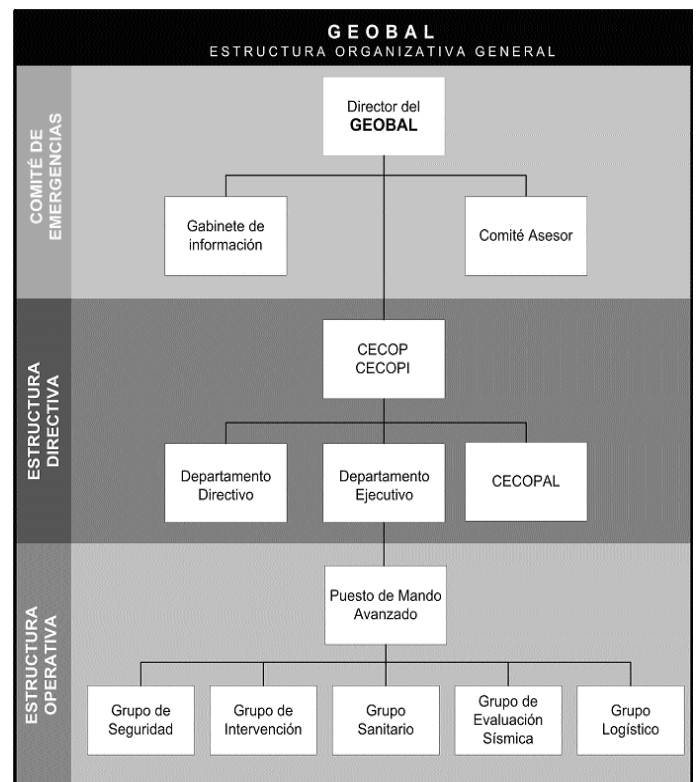 GEOBAL
ESTRUCTURA ORGANIZATIVA GENERAL
COMITÉ DE
EMERGENCIAS
Director del
GEOBAL
Gabinete de
información
Comité Asesor
ESTRUCTURA
DIRECTIVA
CECOP
CECOPI
Departamento
Directivo
Departamento
Ejecutivo
CECOPAL
ESTRUCTURA
OPERATIVA
Puesto de Mando
Avanzado
Grupo de
Seguridad
Grupo de
Intervención
Grupo
Sanitario
Grupo de
Evaluación
Sísmica
Grupo
Logístico